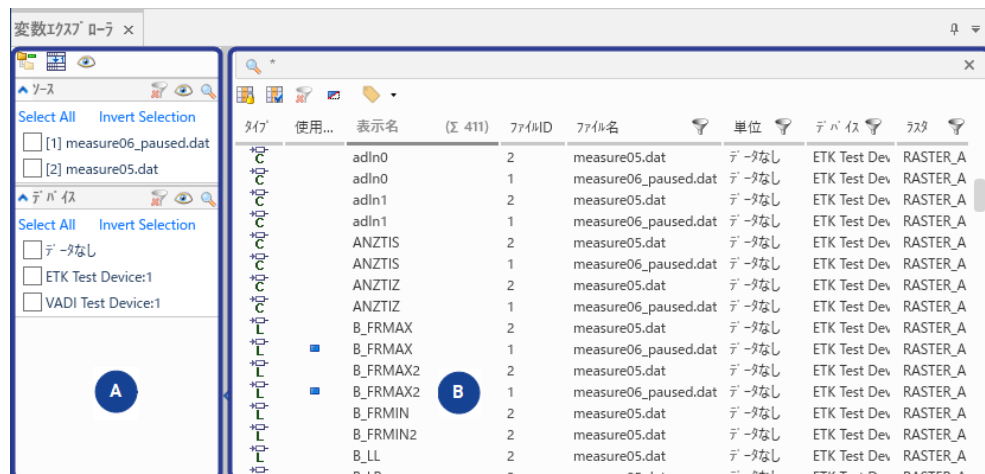 変数ｴｸｽﾌﾟﾛｰﾗ ×
ｿｰｽ
Select All Invert Selection
[1] measure06_paused.dat
[2] measure05.dat
ﾃﾞﾊﾞｲｽ
Select All Invert Selection
ﾃﾞｰﾀなし
ETK Test Device:1
VADI Test Device:1
A
*
ﾀｲﾌﾟ 使用... 表示名 (Σ 411) ﾌｧｲﾙID ﾌｧｲﾙ名 単位 ﾃﾞﾊﾞｲｽ ﾗｽﾀ
C adln0 2 measure05.dat ﾃﾞｰﾀなし ETK Test Dev RASTER_A
C adln0 1 measure06_paused.dat ﾃﾞｰﾀなし ETK Test Dev RASTER_A
C adln1 2 measure05.dat ﾃﾞｰﾀなし ETK Test Dev RASTER_A
C adln1 1 measure06_paused.dat ﾃﾞｰﾀなし ETK Test Dev RASTER_A
C ANZTIS 2 measure05.dat ﾃﾞｰﾀなし ETK Test Dev RASTER_A
C ANZTIS 1 measure06_paused.dat ﾃﾞｰﾀなし ETK Test Dev RASTER_A
C ANZTIZ 2 measure05.dat ﾃﾞｰﾀなし ETK Test Dev RASTER_A
C ANZTIZ 1 measure06_paused.dat ﾃﾞｰﾀなし ETK Test Dev RASTER_A
L B_FRMAX 2 measure05.dat ﾃﾞｰﾀなし ETK Test Dev RASTER_A
L B_FRMAX 1 measure06_paused.dat ﾃﾞｰﾀなし ETK Test Dev RASTER_A
L B_FRMAX2 2 measure05.dat ﾃﾞｰﾀなし ETK Test Dev RASTER_A
L B_FRMAX2 1 measure06_paused.dat ﾃﾞｰﾀなし ETK Test Dev RASTER_A
L B_FRMIN 2 measure05.dat ﾃﾞｰﾀなし ETK Test Dev RASTER_A
L B_FRMIN2 2 measure05.dat ﾃﾞｰﾀなし ETK Test Dev RASTER_A
L B_LL 2 measure05.dat ﾃﾞｰﾀなし ETK Test Dev RASTER_A
B